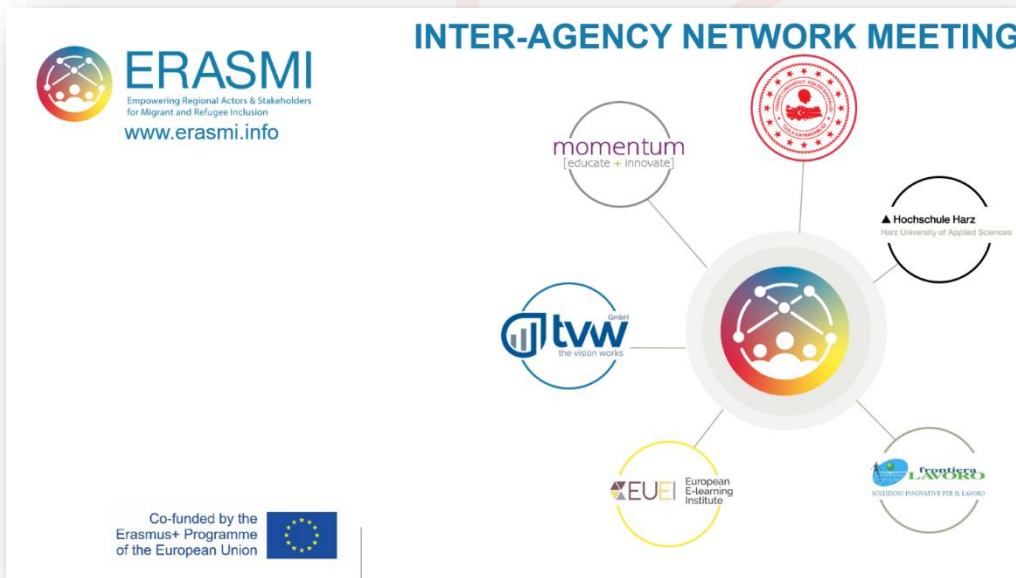 INTER-AGENCY NETWORK MEETING
ERASMI
Empowering Regional Actors & Stakeholders
for Migrant and Refugee Inclusion
www.erasmi.info
momentum
[educate + innovate]
▲ Hochschule Harz
Harz University of Applied Sciences
GmbH
tvw
the vision works
EUEI
European
E-learning
Institute
frontiera
LAVORO
SOLUZIONI INNOVATIVE PER IL LAVORO
Co-funded by the
Erasmus+ Programme
of the European Union